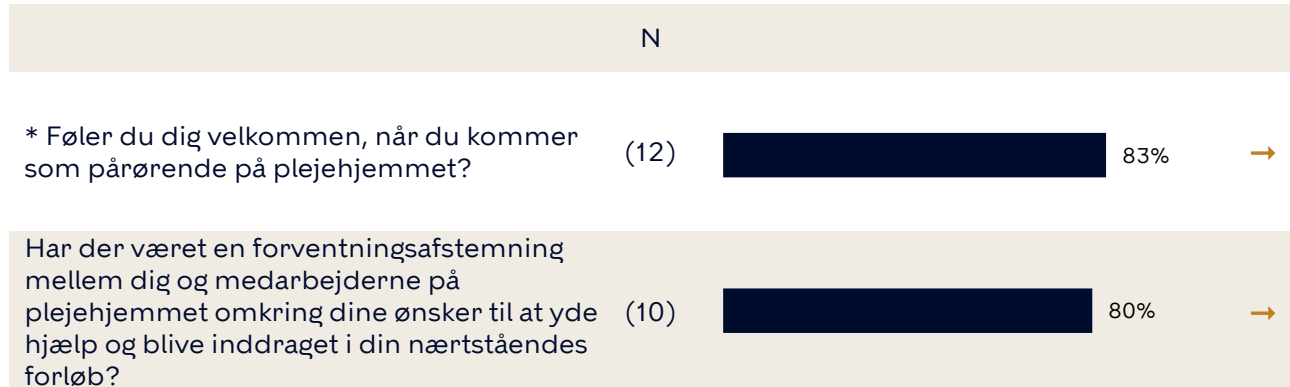 N
* Føler du dig velkommen, når du kommer
som pårørende på plejehjemmet?
(12)
83%
→
Har der været en forventningsafstemning
mellem dig og medarbejderne på
plejehjemmet omkring dine ønsker til at yde
hjælp og blive inddraget i din nærtståendes
forløb?
(10)
80%
→